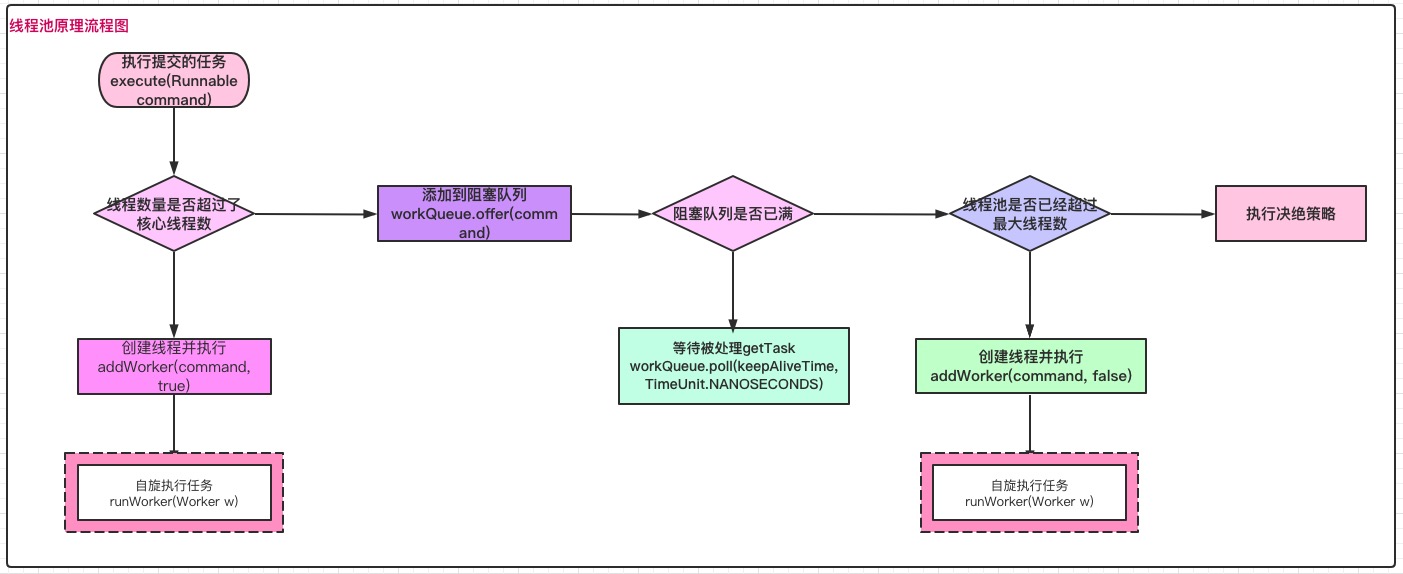 线程池原理流程图
执行提交的任务
execute(Runnable
command)
线程数量是否超过了
核心线程数
添加到阻塞队列
workQueue.offer(comm
and)
阻塞队列是否已满
线程池是否已经超过
最大线程数
执行决绝策略
创建线程并执行
addWorker(command,
true)
等待被处理getTask
workQueue.poll(keepAliveTime,
TimeUnit.NANOSECONDS)
创建线程并执行
addWorker(command, false)
自旋执行任务
runWorker(Worker w)
自旋执行任务
runWorker(Worker w)